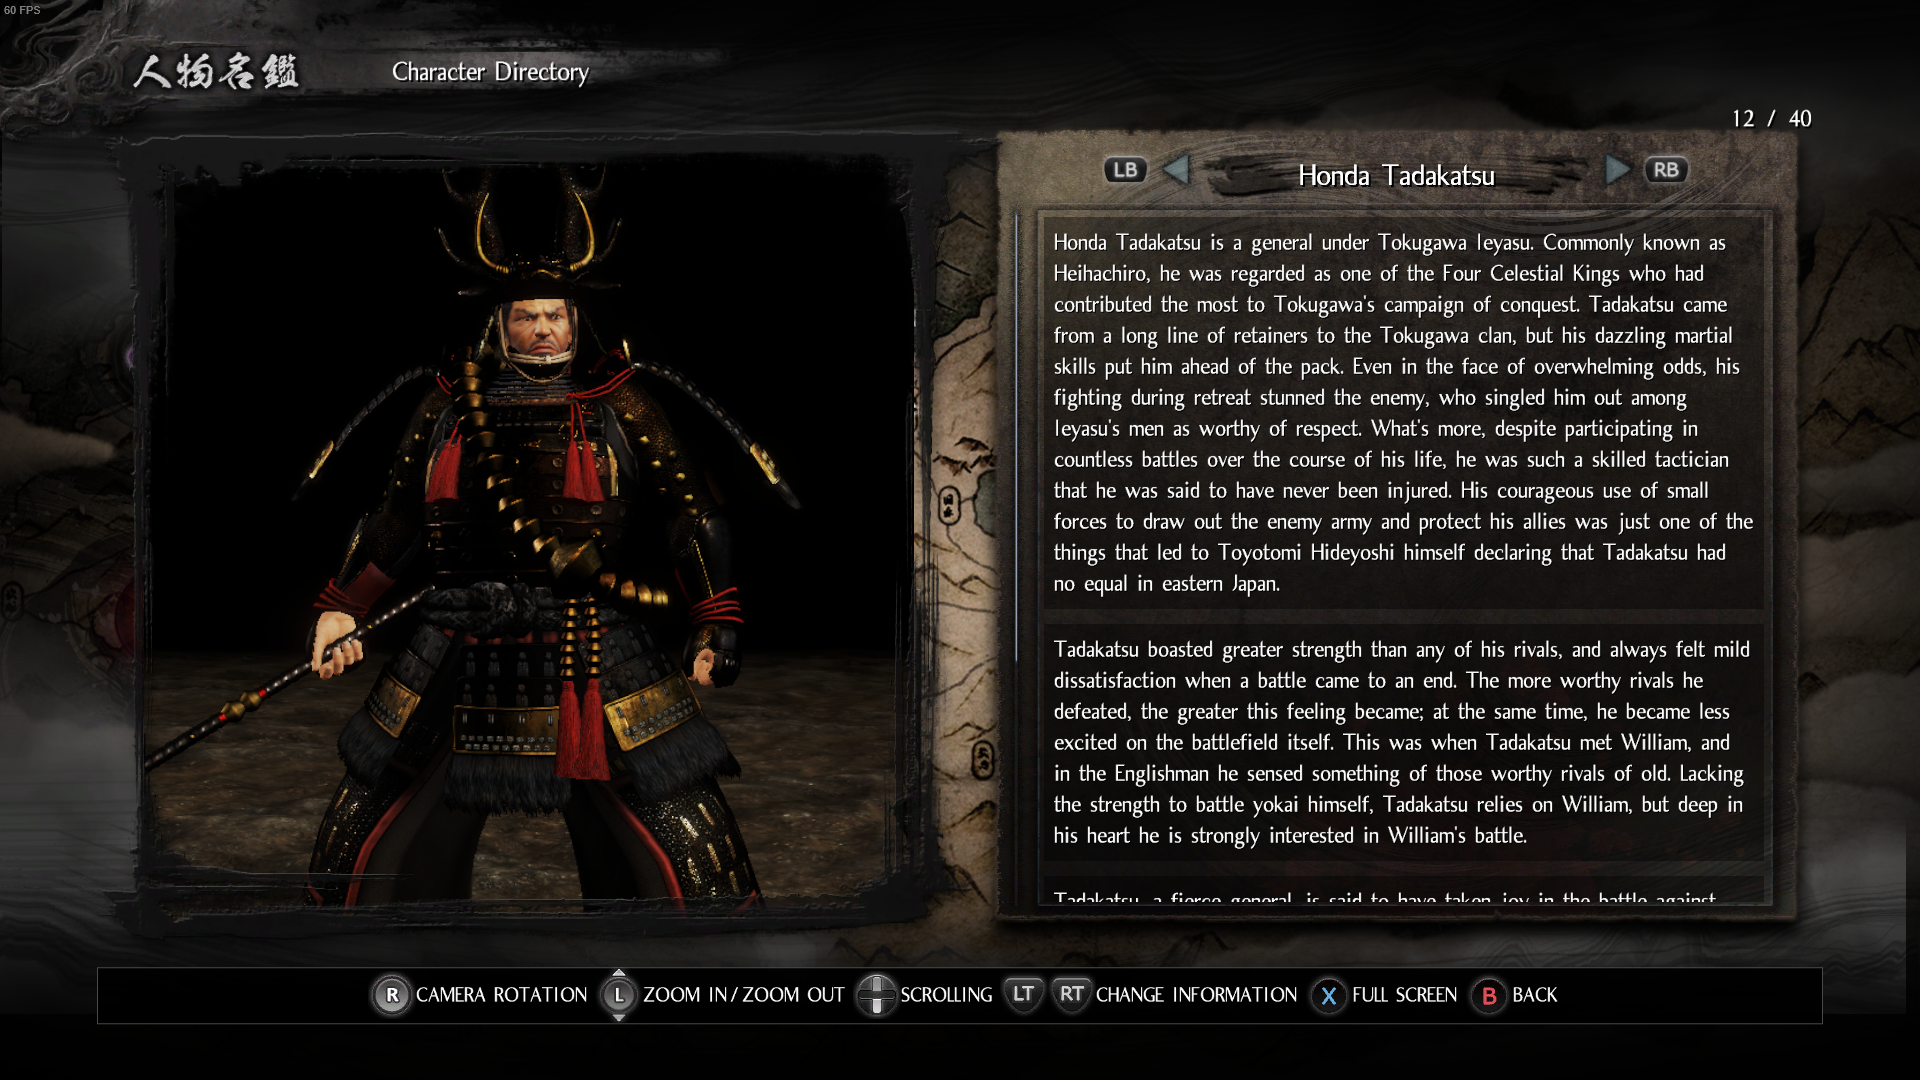 60 FPS
人物名鑑
Character Directory
12 / 40
LB
Honda Tadakatsu
RB
Honda Tadakatsu is a general under Tokugawa Ieyasu. Commonly known as
Heihachiro, he was regarded as one of the Four Celestial Kings who had
contributed the most to Tokugawa's campaign of conquest. Tadakatsu came
from a long line of retainers to the Tokugawa clan, but his dazzling martial
skills put him ahead of the pack. Even in the face of overwhelming odds, his
fighting during retreat stunned the enemy, who singled him out among
Ieyasu's men as worthy of respect. What's more, despite participating in
countless battles over the course of his life, he was such a skilled tactician
that he was said to have never been injured. His courageous use of small
forces to draw out the enemy army and protect his allies was just one of the
things that led to Toyotomi Hideyoshi himself declaring that Tadakatsu had
no equal in eastern Japan.
Tadakatsu boasted greater strength than any of his rivals, and always felt mild
dissatisfaction when a battle came to an end. The more worthy rivals he
defeated, the greater this feeling became; at the same time, he became less
excited on the battlefield itself. This was when Tadakatsu met William, and
in the Englishman he sensed something of those worthy rivals of old. Lacking
the strength to battle yokai himself, Tadakatsu relies on William, but deep in
his heart he is strongly interested in William's battle.
Tadakatsu, a fierce general, is said to have taken joy in the battle against
R CAMERA ROTATION L ZOOM IN / ZOOM OUT SCROLLING LT RT CHANGE INFORMATION X FULL SCREEN B BACK